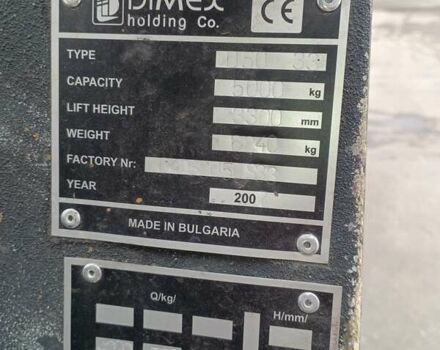 DIMEX
holding Co.
CE
TYPE
CAPACITY 5000 kg
LIFT HEIGHT 3300 mm
WEIGHT kg
FACTORY Nr:
YEAR 200
MADE IN BULGARIA
Q/kg/ H/mm/